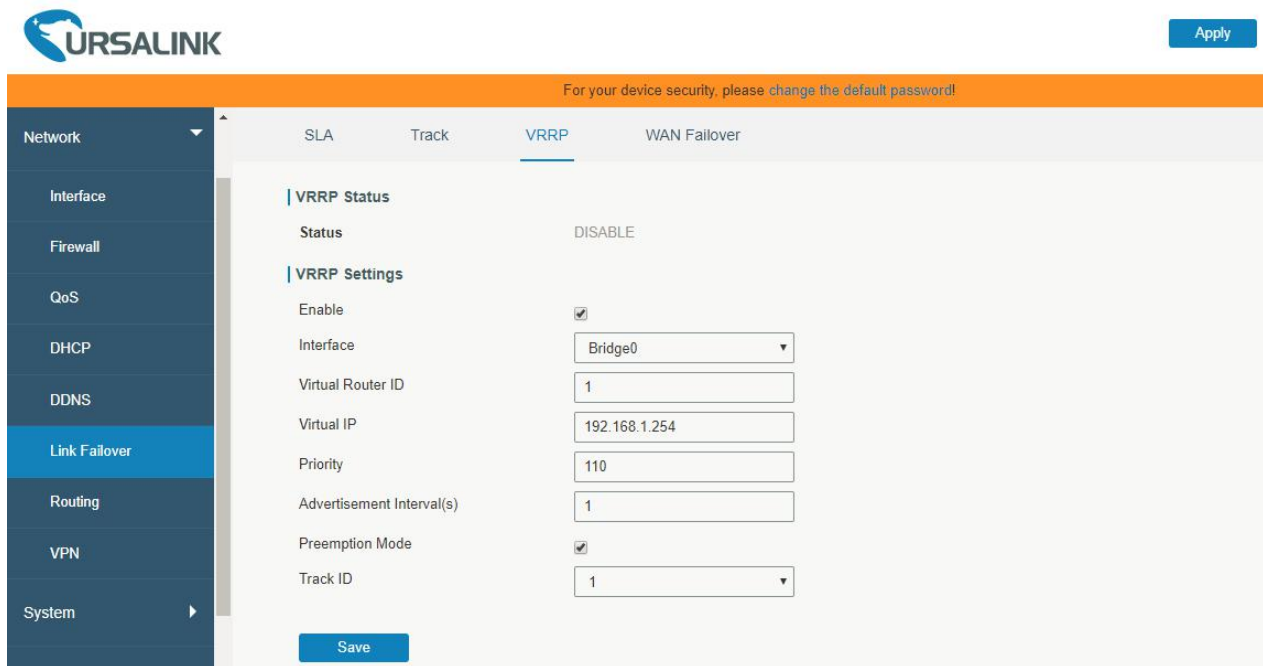 URSALINK
Apply
For your device security, please change the default password!
Network
SLA Track VRRP WAN Failover
Interface
Firewall
QoS
DHCP
DDNS
Link Failover
Routing
VPN
System
VRRP Status
Status DISABLE
VRRP Settings
Enable
Interface Bridge0
Virtual Router ID 1
Virtual IP 192.168.1.254
Priority 110
Advertisement Interval(s) 1
Preemption Mode
Track ID 1
Save